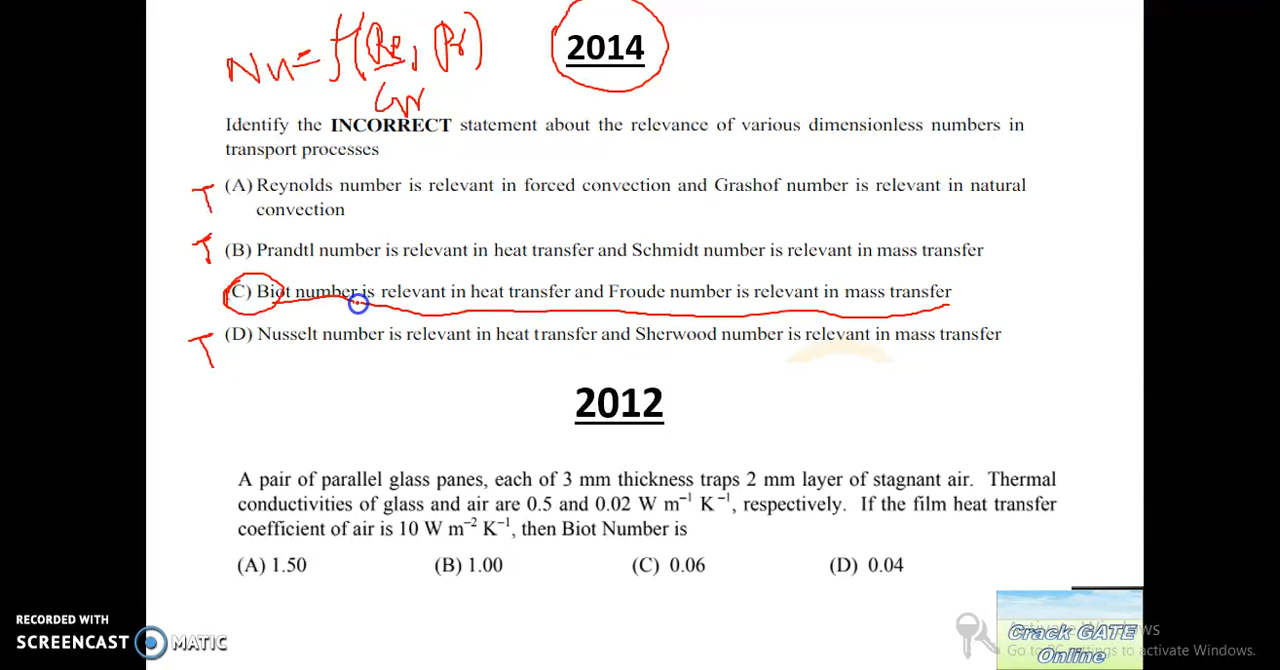 Nu = f(Re, Pr)
Gr
2014
Identify the INCORRECT statement about the relevance of various dimensionless numbers in
transport processes
T (A) Reynolds number is relevant in forced convection and Grashof number is relevant in natural
convection
T (B) Prandtl number is relevant in heat transfer and Schmidt number is relevant in mass transfer
(C) Biot number is relevant in heat transfer and Froude number is relevant in mass transfer
T (D) Nusselt number is relevant in heat transfer and Sherwood number is relevant in mass transfer
2012
A pair of parallel glass panes, each of 3 mm thickness traps 2 mm layer of stagnant air. Thermal
conductivities of glass and air are 0.5 and 0.02 W m⁻¹ K⁻¹, respectively. If the film heat transfer
coefficient of air is 10 W m⁻² K⁻¹, then Biot Number is
(A) 1.50 (B) 1.00 (C) 0.06 (D) 0.04
RECORDED WITH
SCREENCAST MATIC
Crack GATE
Online
Activate Windows
Go to PC settings to activate Windows.